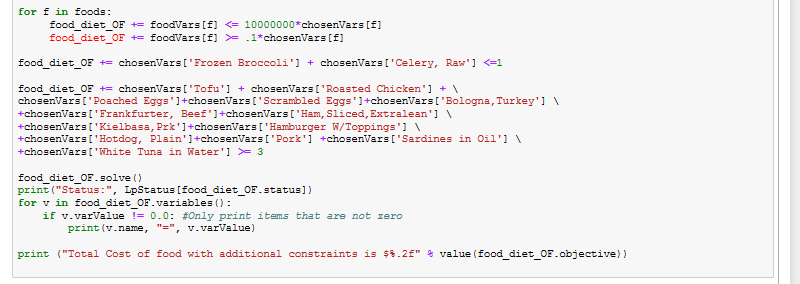 for f in foods:
food_diet_OF += foodVars[f] <= 10000000*chosenVars[f]
food_diet_OF += foodVars[f] >= .1*chosenVars[f]
food_diet_OF += chosenVars['Frozen Broccoli'] + chosenVars['Celery, Raw'] <=1
food_diet_OF += chosenVars['Tofu'] + chosenVars['Roasted Chicken'] + \
chosenVars['Poached Eggs']+chosenVars['Scrambled Eggs']+chosenVars['Bologna,Turkey'] \
+chosenVars['Frankfurter, Beef']+chosenVars['Ham,Sliced,Extralean'] \
+chosenVars['Kielbasa,Prk']+chosenVars['Hamburger W/Toppings'] \
+chosenVars['Hotdog, Plain']+chosenVars['Pork'] +chosenVars['Sardines in Oil'] \
+chosenVars['White Tuna in Water'] >= 3
food_diet_OF.solve()
print("Status:", LpStatus[food_diet_OF.status])
for v in food_diet_OF.variables():
if v.varValue != 0.0: #Only print items that are not zero
print(v.name, "=", v.varValue)
print ("Total Cost of food with additional constraints is $%.2f" % value(food_diet_OF.objective))